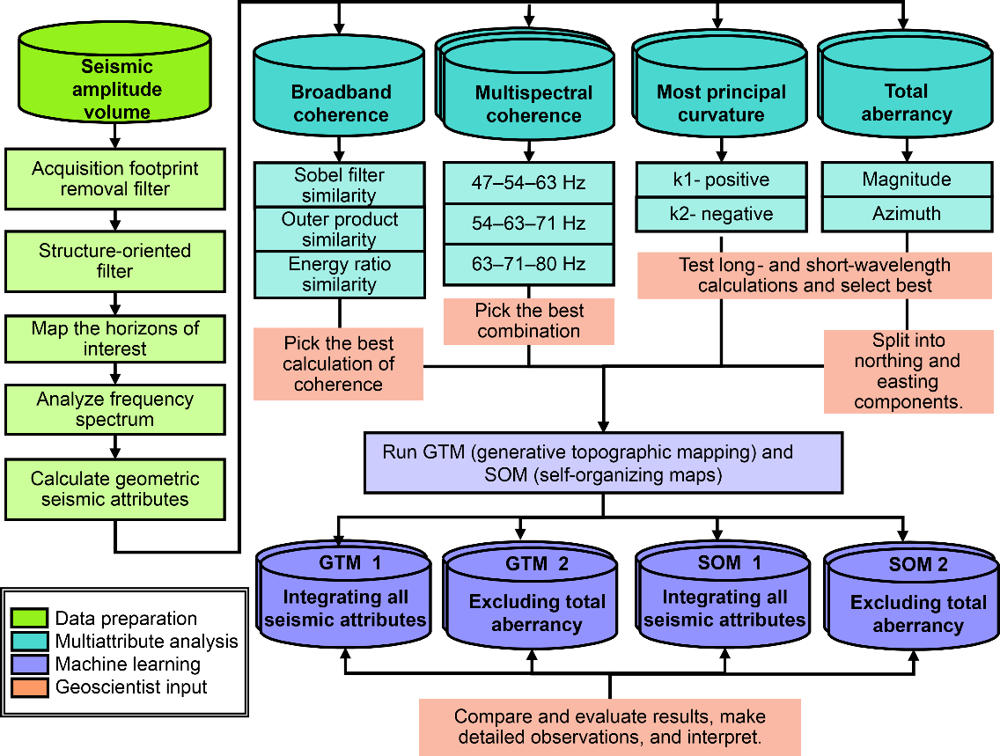 Seismic
amplitude
volume
Acquisition footprint
removal filter
Structure-oriented
filter
Map the horizons of
interest
Analyze frequency
spectrum
Calculate geometric
seismic attributes
Broadband
coherence
Sobel filter
similarity
Outer product
similarity
Energy ratio
similarity
Pick the best
calculation of
coherence
Multispectral
coherence
47–54–63 Hz
54–63–71 Hz
63–71–80 Hz
Pick the best
combination
Most principal
curvature
k1- positive
k2- negative
Total
aberrancy
Magnitude
Azimuth
Test long- and short-wavelength
calculations and select best
Split into
northing and
easting
components.
Run GTM (generative topographic mapping) and
SOM (self-organizing maps)
GTM 1
Integrating all
seismic attributes
GTM 2
Excluding total
aberrancy
SOM 1
Integrating all
seismic attributes
SOM 2
Excluding total
aberrancy
Compare and evaluate results, make
detailed observations, and interpret.
Data preparation
Multiattribute analysis
Machine learning
Geoscientist input